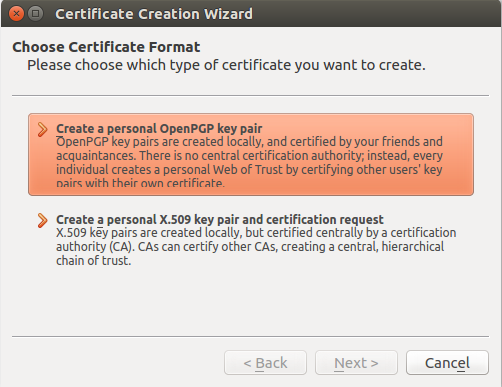 Certificate Creation Wizard
Choose Certificate Format
Please choose which type of certificate you want to create.
Create a personal OpenPGP key pair
OpenPGP key pairs are created locally, and certified by your friends and
acquaintances. There is no central certification authority; instead, every
individual creates a personal Web of Trust by certifying other users' key
pairs with their own certificate.
Create a personal X.509 key pair and certification request
X.509 key pairs are created locally, but certified centrally by a certification
authority (CA). CAs can certify other CAs, creating a central, hierarchical
chain of trust.
< Back Next > Cancel